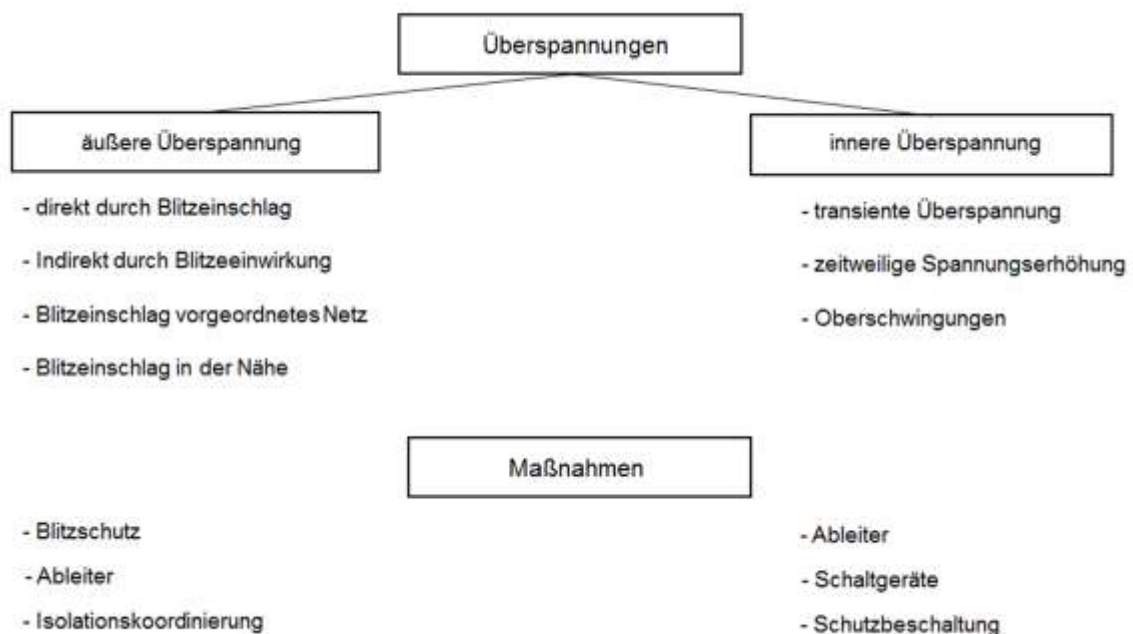 Überspannungen
äußere Überspannung
- direkt durch Blitzeinschlag
- Indirekt durch Blitzeeinwirkung
- Blitzeinschlag vorgeordnetes Netz
- Blitzeinschlag in der Nähe
innere Überspannung
- transiente Überspannung
- zeitweilige Spannungserhöhung
- Oberschwingungen
Maßnahmen
- Blitzschutz
- Ableiter
- Isolationskoordinierung
- Ableiter
- Schaltgeräte
- Schutzbeschaltung